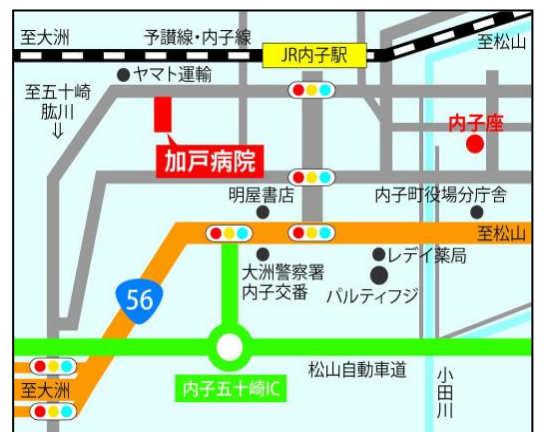 至大洲
予讃線・内子線
JR内子駅
至松山
ヤマト運輸
至五十崎
肱川
↓
内子座
加戸病院
明屋書店
内子町役場分庁舎
至松山
大洲警察署
内子交番
レデイ薬局
パルティフジ
56
松山自動車道
小田川
内子五十崎IC
至大洲